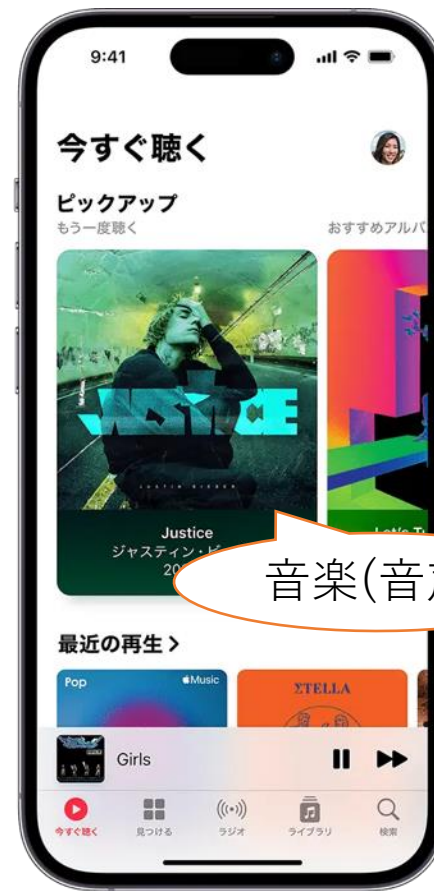 9:41
今すぐ聴く
ピックアップ
もう一度聴く
おすすめアルバ
JUSTICE
JUSTIN BIEBER
Justice
ジャスティン・ビ
20
Let's T
音楽(音
最近の再生 >
Pop
Music
ΣTELLA
Girls
今すぐ聴く
見つける
ラジオ
ライブラリ
検索